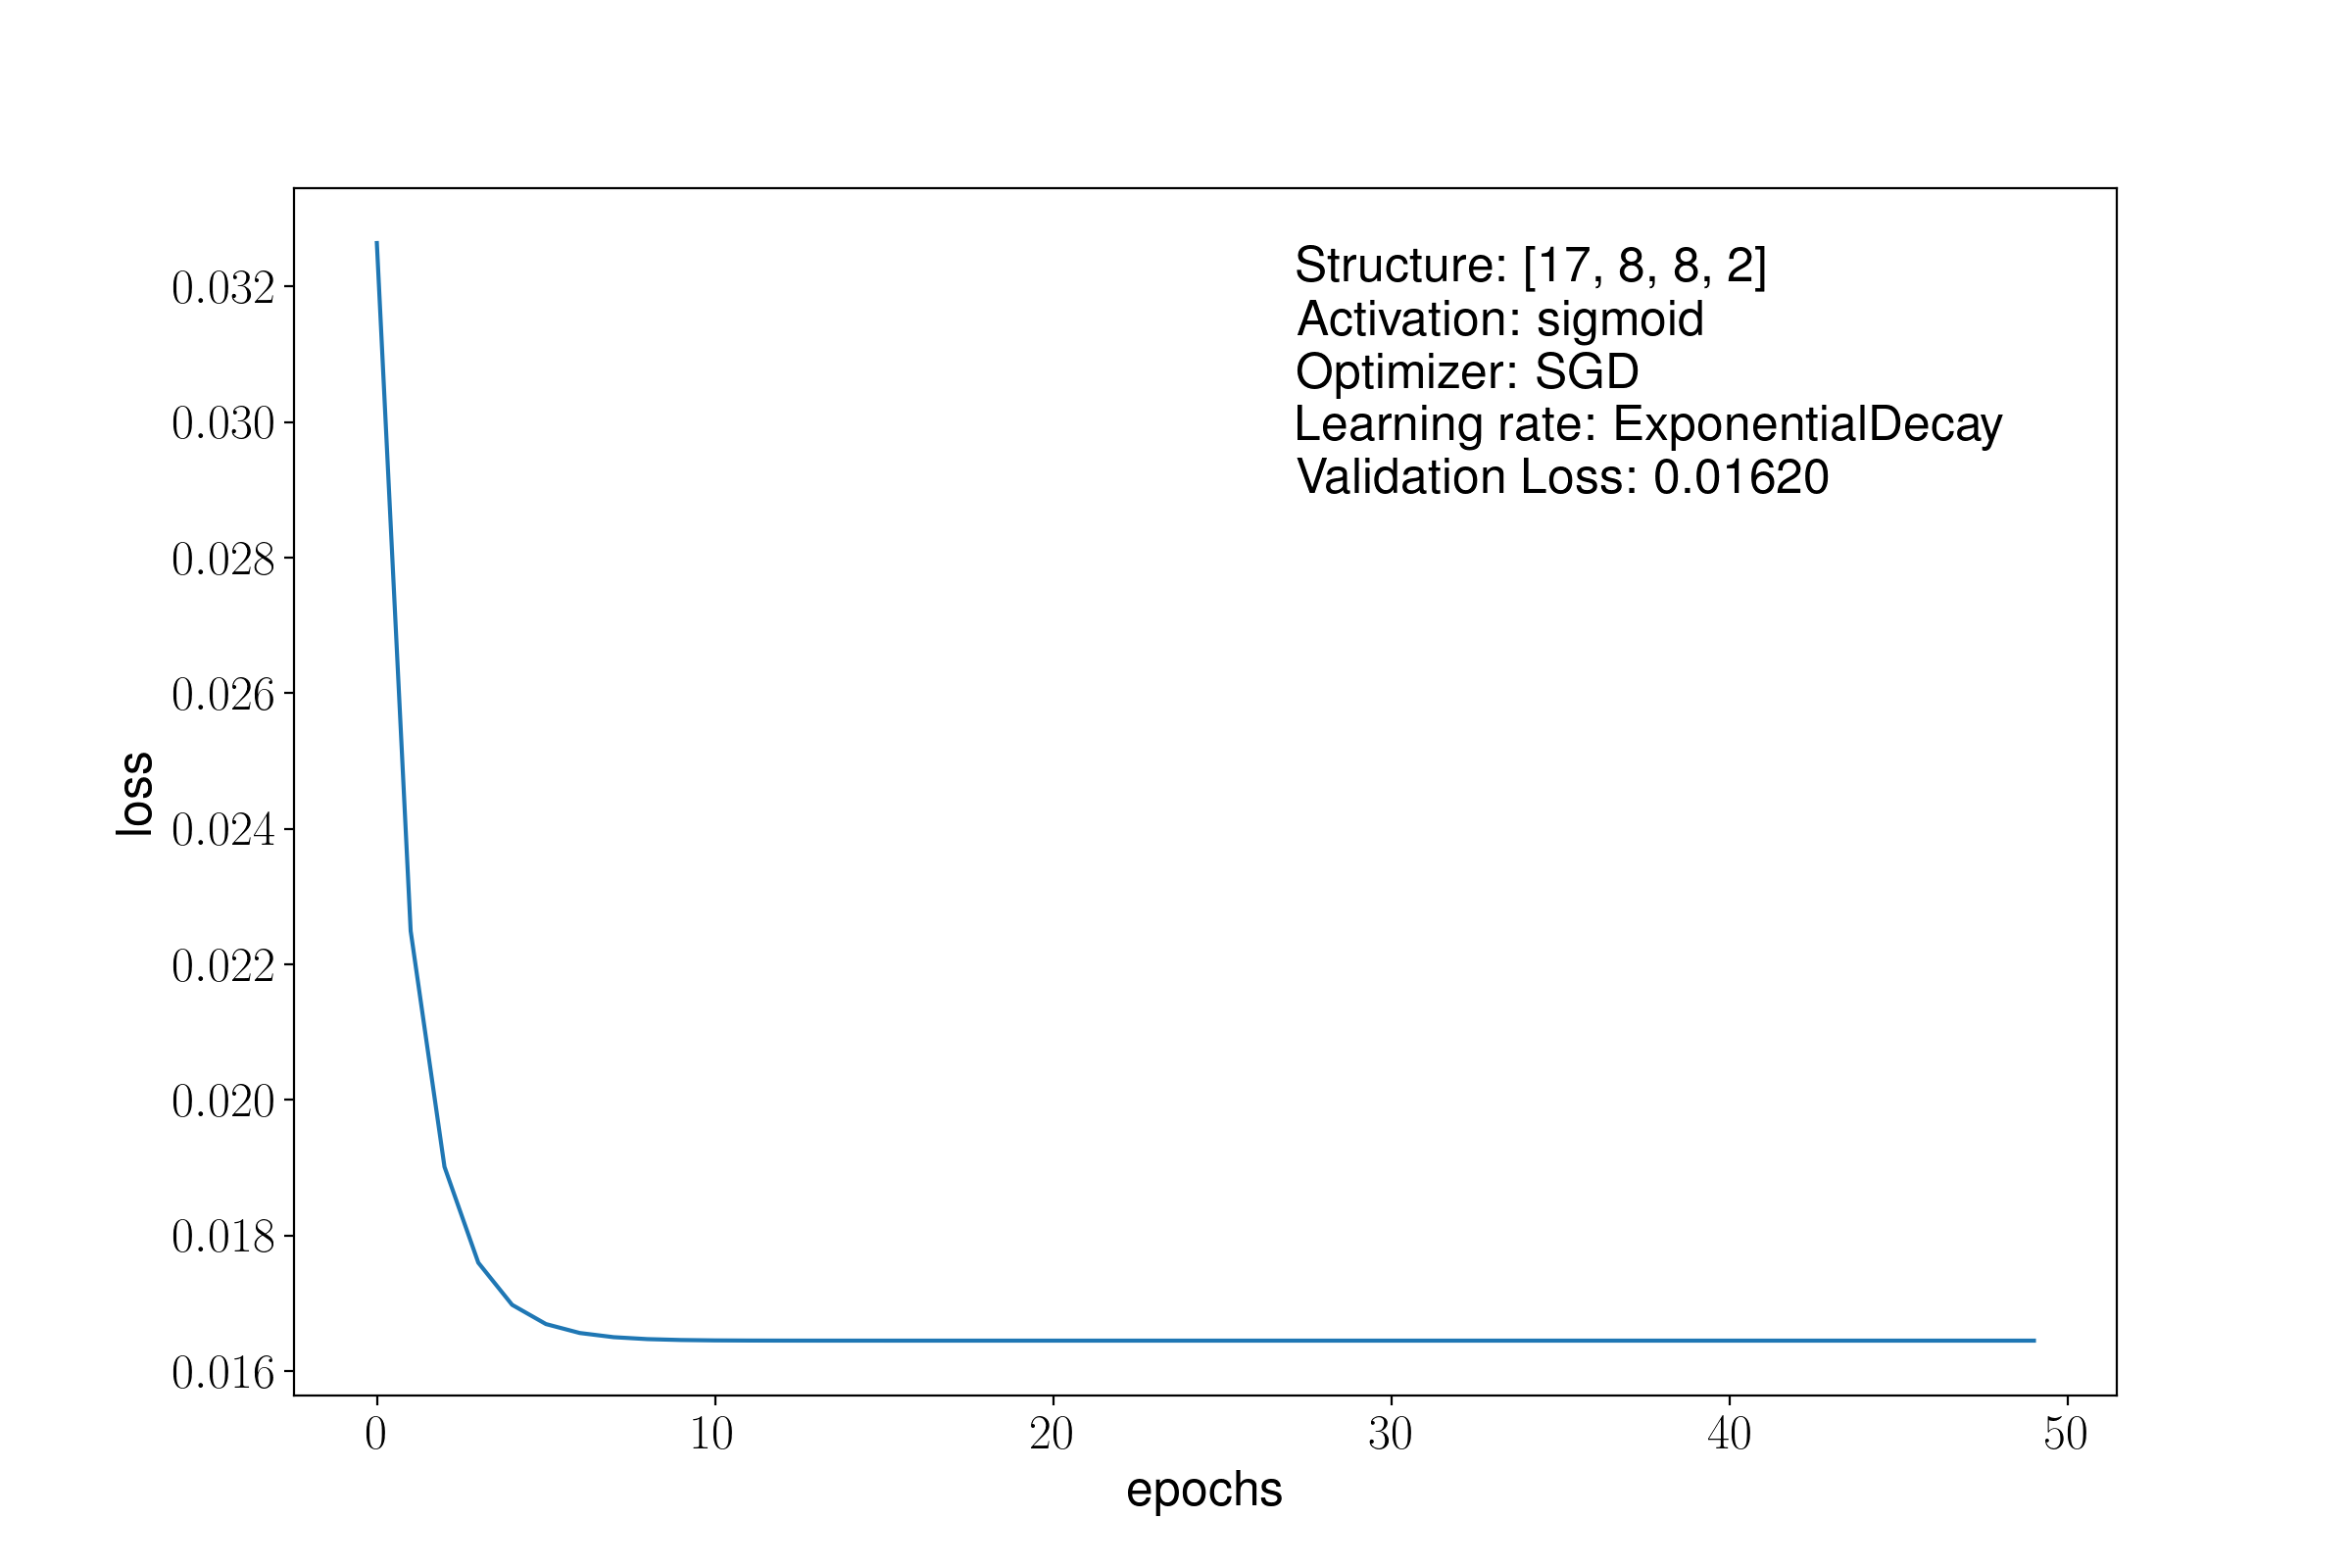 Structure: [17, 8, 8, 2]
Activation: sigmoid
Optimizer: SGD
Learning rate: ExponentialDecay
Validation Loss: 0.01620
0.032
0.030
0.028
0.026
0.024
0.022
0.020
0.018
0.016
loss
0 10 20 30 40 50
epochs